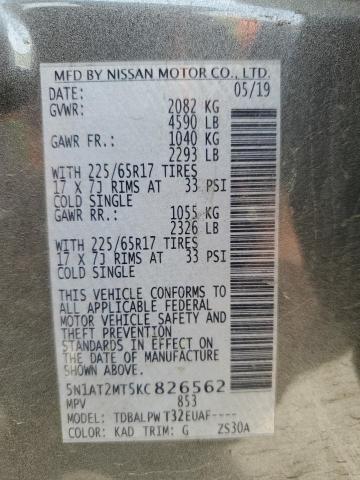 MFD BY NISSAN MOTOR CO., LTD.
DATE: 05/19
GVWR: 2082 KG
4590 LB
GAWR FR.: 1040 KG
2293 LB
WITH 225/65R17 TIRES
17 X 7J RIMS AT 33 PSI
COLD SINGLE
GAWR RR.: 1055 KG
2326 LB
WITH 225/65R17 TIRES
17 X 7J RIMS AT 33 PSI
COLD SINGLE
THIS VEHICLE CONFORMS TO
ALL APPLICABLE FEDERAL
MOTOR VEHICLE SAFETY AND
THEFT PREVENTION
STANDARDS IN EFFECT ON
THE DATE OF MANUFACTURE
SHOWN ABOVE.
5N1AT2MT5KC826562
MPV 853
MODEL: TDBALPW T32EUAF----
COLOR: KAD TRIM: G ZS30A